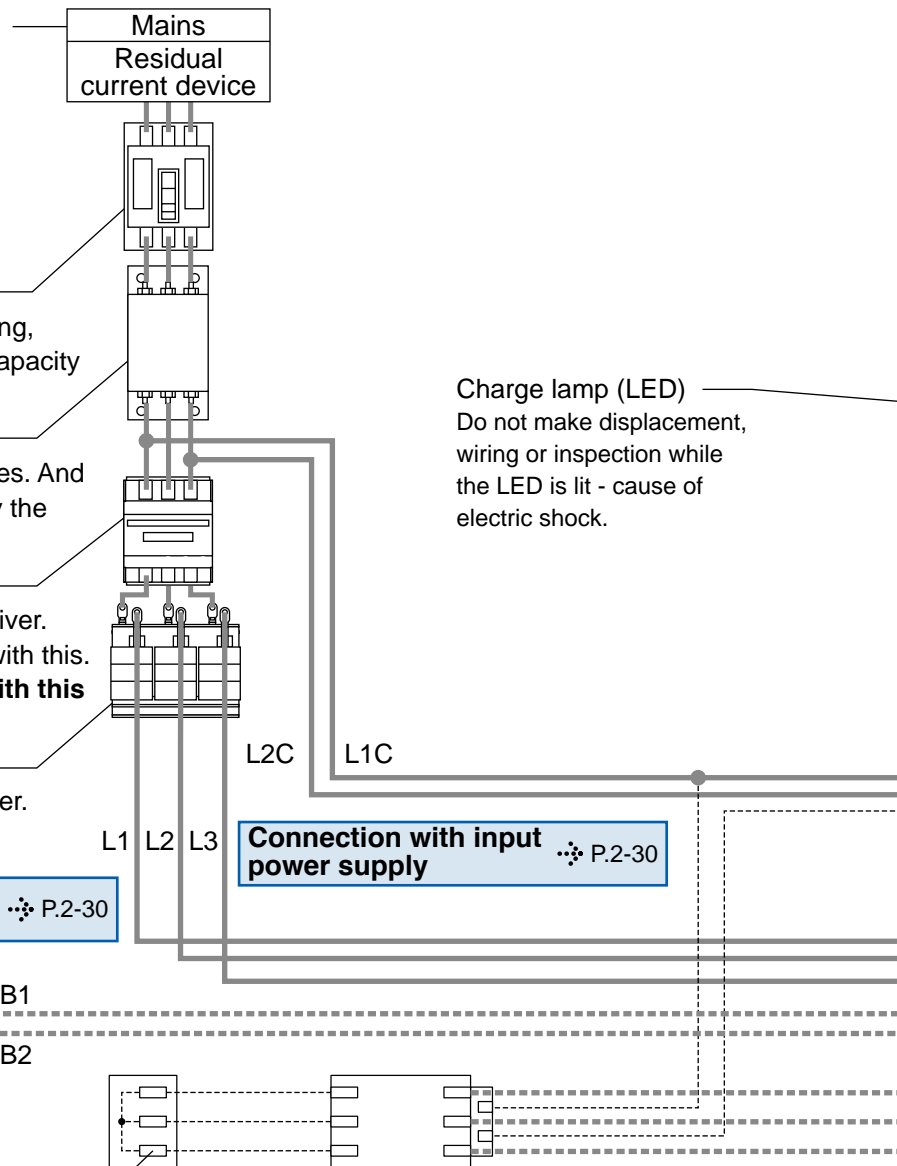 Mains
Residual
current device
ng,
apacity
Charge lamp (LED)
Do not make displacement,
wiring or inspection while
the LED is lit - cause of
electric shock.
es. And
y the
iver.
with this.
ith this
L2C
L1C
er.
L1
L2
L3
Connection with input
power supply
P.2-30
P.2-30
B1
B2